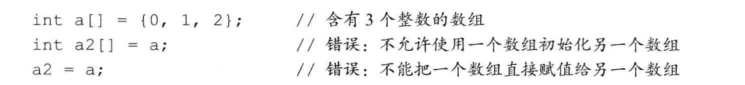 int a[] = {0, 1, 2}; // 含有 3 个整数的数组
int a2[] = a; // 错误：不允许使用一个数组初始化另一个数组
a2 = a; // 错误：不能把一个数组直接赋值给另一个数组